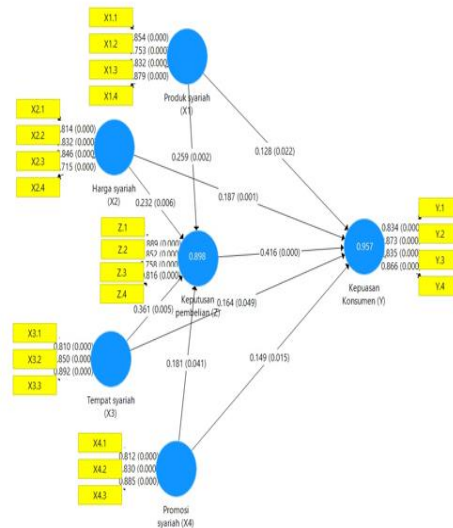 X1.1
X1.2
X1.3
X1.4
.854 (0.000)
.753 (0.000)
.832 (0.000)
.879 (0.000)
Produk syariah
(X1)
X2.1
X2.2
X2.3
X2.4
.814 (0.000)
.832 (0.000)
.846 (0.000)
.715 (0.000)
Harga syariah
(X2)
0.259 (0.002)
0.128 (0.022)
0.232 (0.006)
0.187 (0.001)
Z.1
Z.2
Z.3
Z.4
.889 (0.000)
.852 (0.000)
.758 (0.000)
.816 (0.000)
0.898
Keputusan
pembelian (Z)
0.416 (0.000)
0.957
Kepuasan
Konsumen (Y)
0.834 (0.000)
0.873 (0.000)
0.835 (0.000)
0.866 (0.000)
Y.1
Y.2
Y.3
Y.4
0.361 (0.005)
0.164 (0.049)
X3.1
X3.2
X3.3
0.810 (0.000)
0.850 (0.000)
0.892 (0.000)
Tempat syariah
(X3)
0.181 (0.041)
0.149 (0.015)
X4.1
X4.2
X4.3
0.812 (0.000)
0.830 (0.000)
0.885 (0.000)
Promosi
syariah (X4)